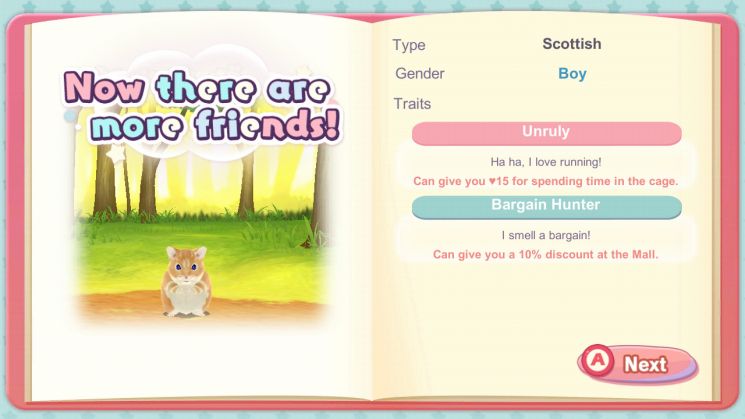 Now there are
more friends!
Type Scottish
Gender Boy
Traits
Unruly
Ha ha, I love running!
Can give you ♥15 for spending time in the cage.
Bargain Hunter
I smell a bargain!
Can give you a 10% discount at the Mall.
A Next